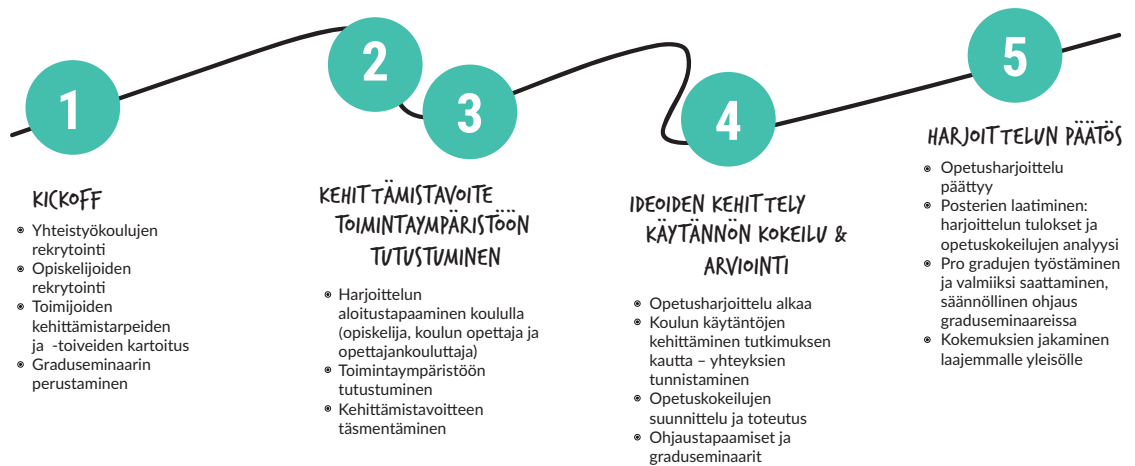 1
KICKOFF
Yhteistyökoulujen
rekrytointi
Opiskelijoiden
rekrytointi
Toimijoiden
kehittämistarpeiden
ja -toiveiden kartoitus
Graduseminaarin
perustaminen
2
3
KEHITTÄMISTAVOITE
TOIMINTAYMPÄRISTÖÖN
TUTUSTUMINEN
Harjoittelun
aloitustapaaminen koululla
(opiskelija, koulun opettaja ja
opettajankouluttaja)
Toimintaympäristöön
tutustuminen
Kehittämistavoitteen
täsmentäminen
4
IDEOIDEN KEHITTELY
KÄYTÄNNÖN KOKEILU &
ARVIOINTI
Opetusharjoittelu alkaa
Koulun käytäntöjen
kehittäminen tutkimuksen
kautta – yhteyksien
tunnistaminen
Opetuskokeilujen
suunnittelu ja toteutus
Ohjaustapaamiset ja
graduseminaarit
5
HARJOITTELUN PÄÄTÖS
Opetusharjoittelu
päättyy
Posterien laatiminen:
harjoittelun tulokset ja
opetuskokeilujen analyysi
Pro gradujen työstäminen
ja valmiiksi saattaminen,
säännöllinen ohjaus
graduseminaareissa
Kokemuksien jakaminen
laajemmalle yleisölle